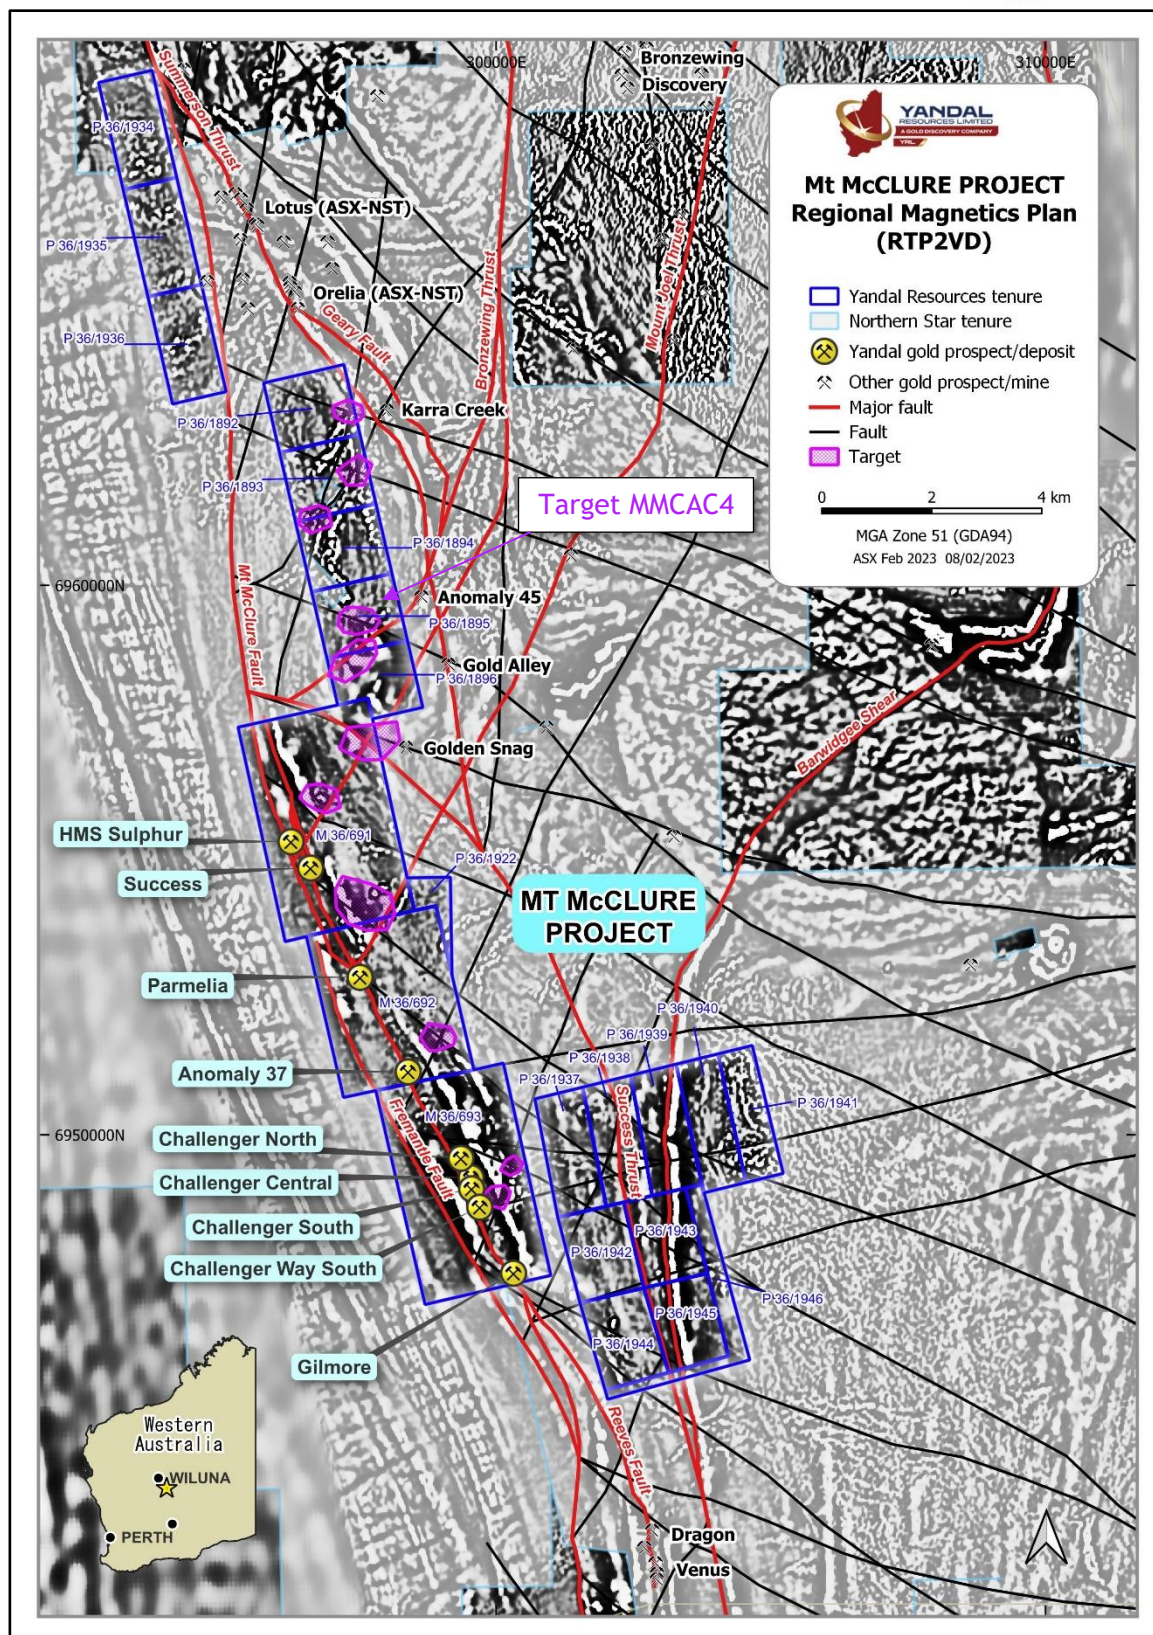 300000E
310000E
Bronzewing
Discovery
YANDAL
RESOURCES LIMITED
A GOLD DISCOVERY COMPANY
YRL
Mt McCLURE PROJECT
Regional Magnetics Plan
(RTP2VD)
Yandal Resources tenure
Northern Star tenure
Yandal gold prospect/deposit
Other gold prospect/mine
Major fault
Fault
Target
0 2 4 km
MGA Zone 51 (GDA94)
ASX Feb 2023 08/02/2023
Summerson Thrust
P 36/1934
Lotus (ASX-NST)
P 36/1935
Orelia (ASX-NST)
P 36/1936
Geary Fault
Bronzewing Thrust
Mount Joel Thrust
Karra Creek
P 36/1892
P 36/1893
Target MMCAC4
P 36/1894
6960000N
Anomaly 45
P 36/1895
Mt McClure Fault
Gold Alley
P 36/1896
Barwidgee Shear
Golden Snag
HMS Sulphur
M 36/691
P 36/1922
Success
MT McCLURE
PROJECT
Parmelia
M 36/692
P 36/1940
P 36/1939
P 36/1938
P 36/1937
Anomaly 37
P 36/1941
M 36/693
Fremantle Fault
Success Thrust
6950000N
Challenger North
Challenger Central
Challenger South
P 36/1943
P 36/1942
Challenger Way South
P 36/1946
P 36/1945
P 36/1944
Gilmore
Reeves Fault
Western
Australia
WILUNA
PERTH
Dragon
Venus